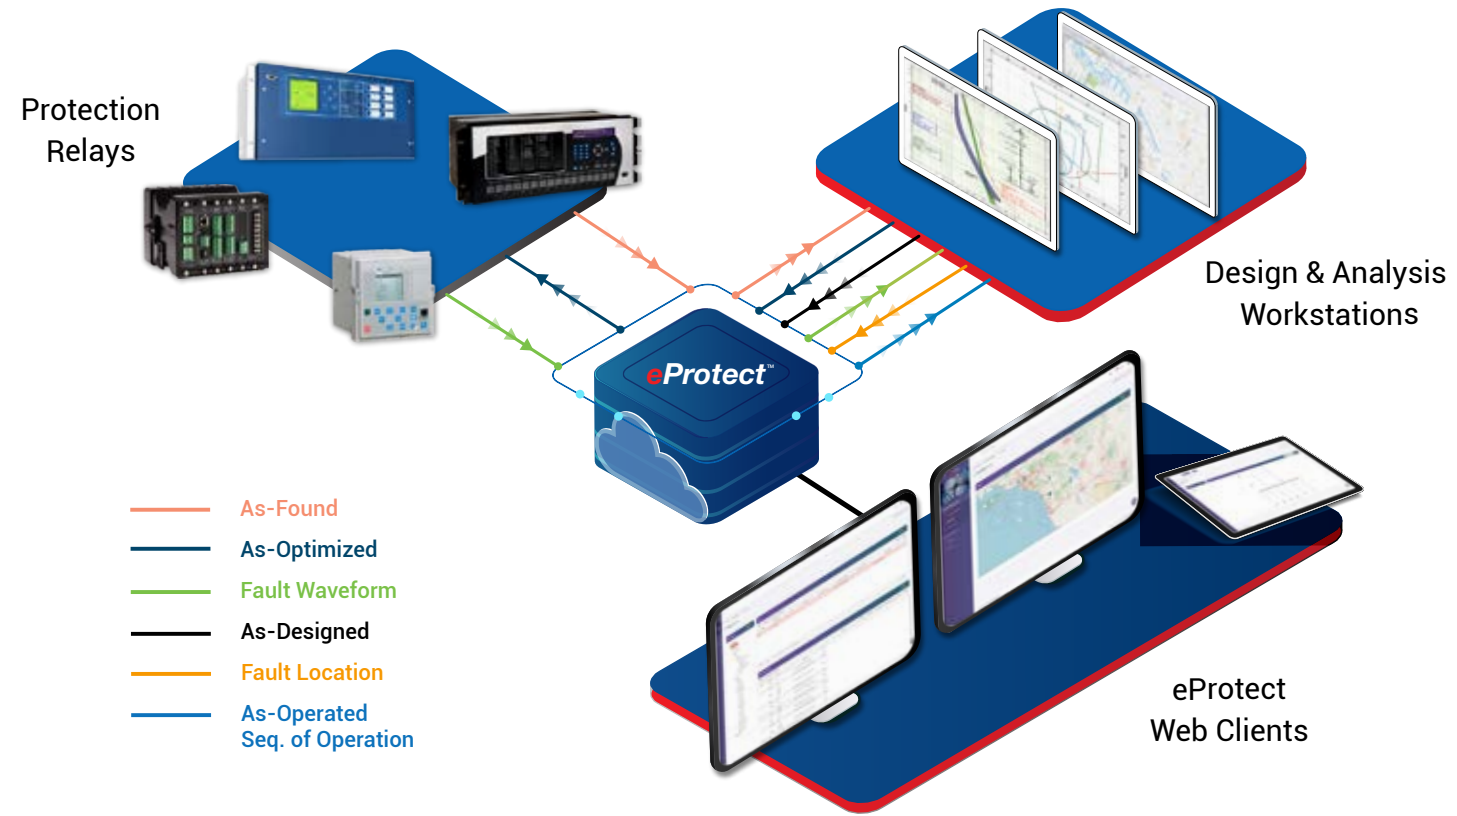 Protection
Relays
Design & Analysis
Workstations
eProtect™
As-Found
As-Optimized
Fault Waveform
As-Designed
Fault Location
As-Operated
Seq. of Operation
eProtect
Web Clients